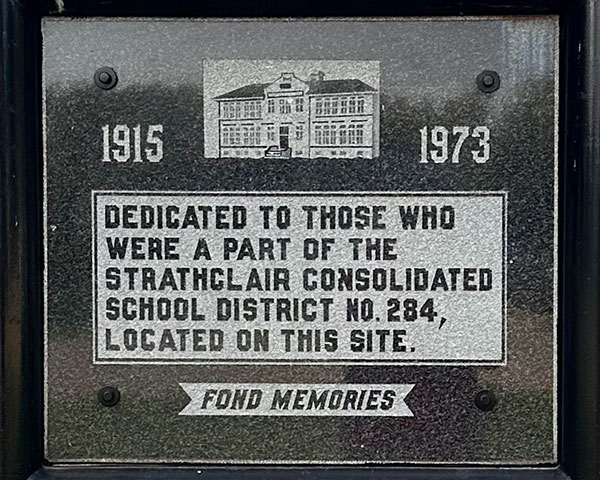 1915
1973
DEDICATED TO THOSE WHO
WERE A PART OF THE
STRATHCLAIR CONSOLIDATED
SCHOOL DISTRICT NO. 284,
LOCATED ON THIS SITE.
FOND MEMORIES